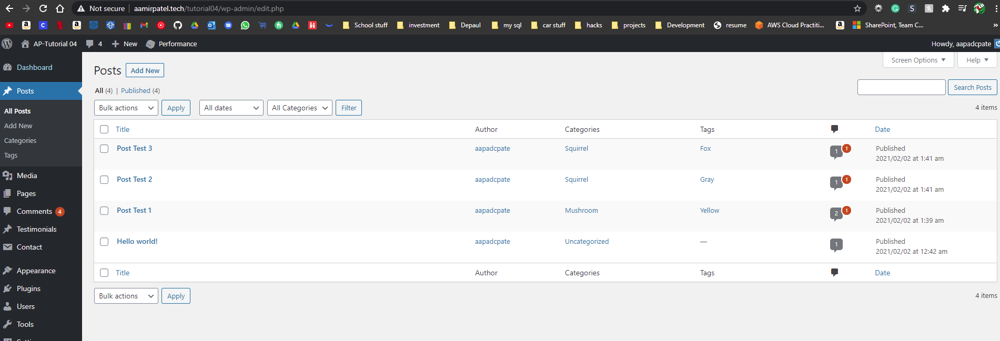 Not secure | aamirpatel.tech/tutorial04/wp-admin/edit.php
School stuff investment Depaul my sql car stuff hacks projects Development resume AWS Cloud Practiti... SharePoint, Team C... »
AP-Tutorial 04 4 + New Performance Howdy, aapadcpate
Dashboard
Posts
All Posts
Add New
Categories
Tags
Media
Pages
Comments 4
Testimonials
Contact
Appearance
Plugins
Users
Tools
Screen Options Help
Posts Add New
All (4) | Published (4)
Search Posts
Bulk actions Apply All dates All Categories Filter
4 items
Title Author Categories Tags Date
Post Test 3 aapadcpate Squirrel Fox 1 1 Published
2021/02/02 at 1:41 am
Post Test 2 aapadcpate Squirrel Gray 1 1 Published
2021/02/02 at 1:41 am
Post Test 1 aapadcpate Mushroom Yellow 2 1 Published
2021/02/02 at 1:39 am
Hello world! aapadcpate Uncategorized — 1 Published
2021/02/02 at 12:42 am
Title Author Categories Tags Date
Bulk actions Apply
4 items